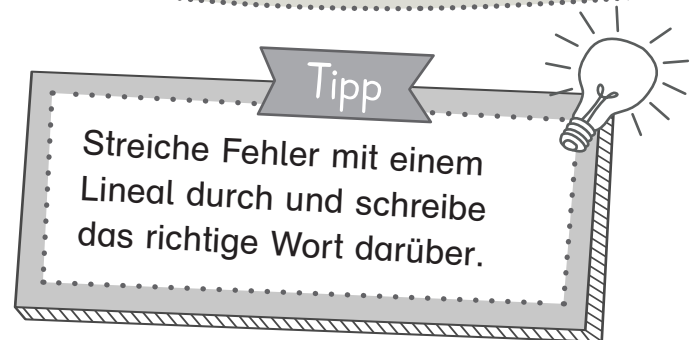 Tipp
Streiche Fehler mit einem
Lineal durch und schreibe
das richtige Wort darüber.